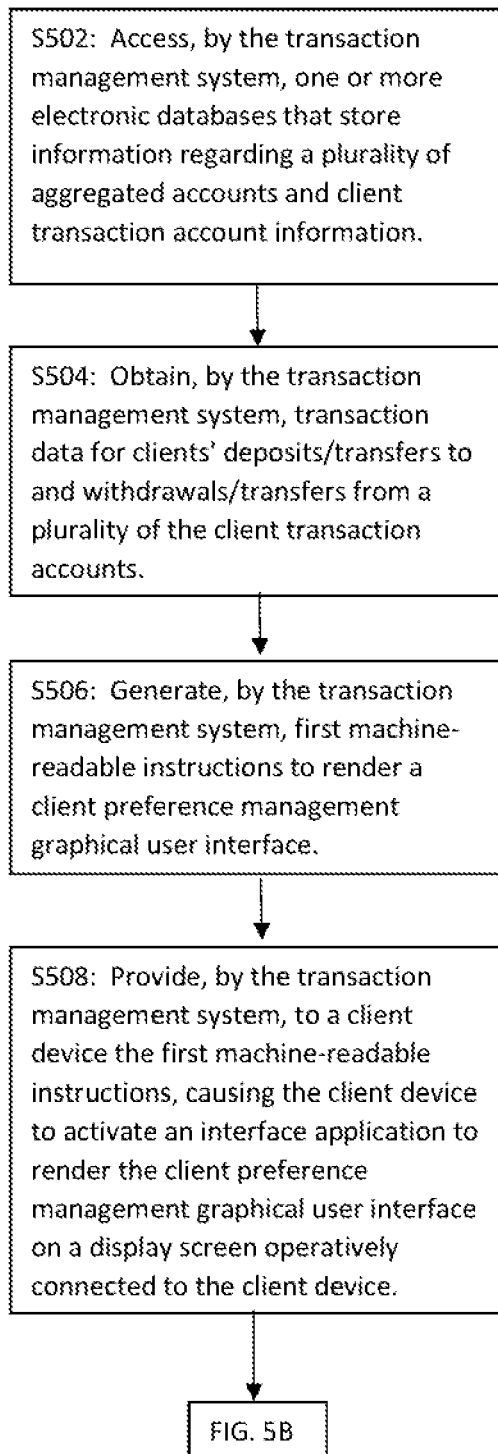 S502: Access, by the transaction
management system, one or more
electronic databases that store
information regarding a plurality of
aggregated accounts and client
transaction account information.
S504: Obtain, by the transaction
management system, transaction
data for clients' deposits/transfers to
and withdrawals/transfers from a
plurality of the client transaction
accounts.
S506: Generate, by the transaction
management system, first machine-
readable instructions to render a
client preference management
graphical user interface.
S508: Provide, by the transaction
management system, to a client
device the first machine-readable
instructions, causing the client device
to activate an interface application to
render the client preference
management graphical user interface
on a display screen operatively
connected to the client device.
FIG. 5B